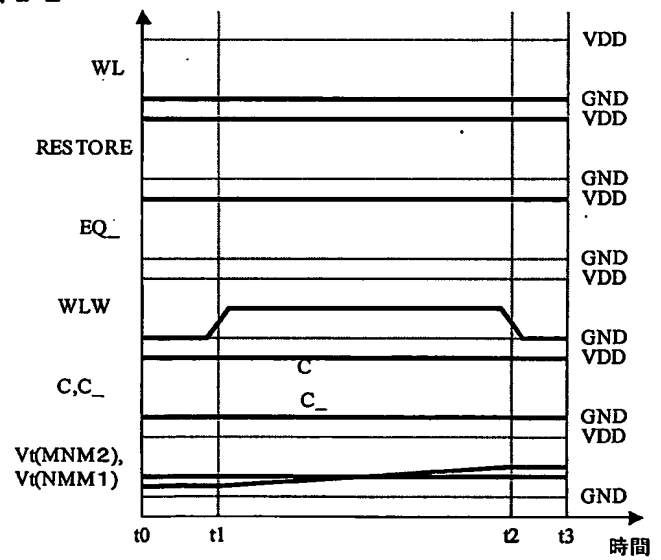 VDD
WL
GND
VDD
RESTORE
GND
VDD
EQ_
GND
VDD
WLW
GND
VDD
C
C,C_
C_
GND
VDD
Vt(MNM2),
Vt(NMM1)
GND
t0 t1 t2 t3
時間